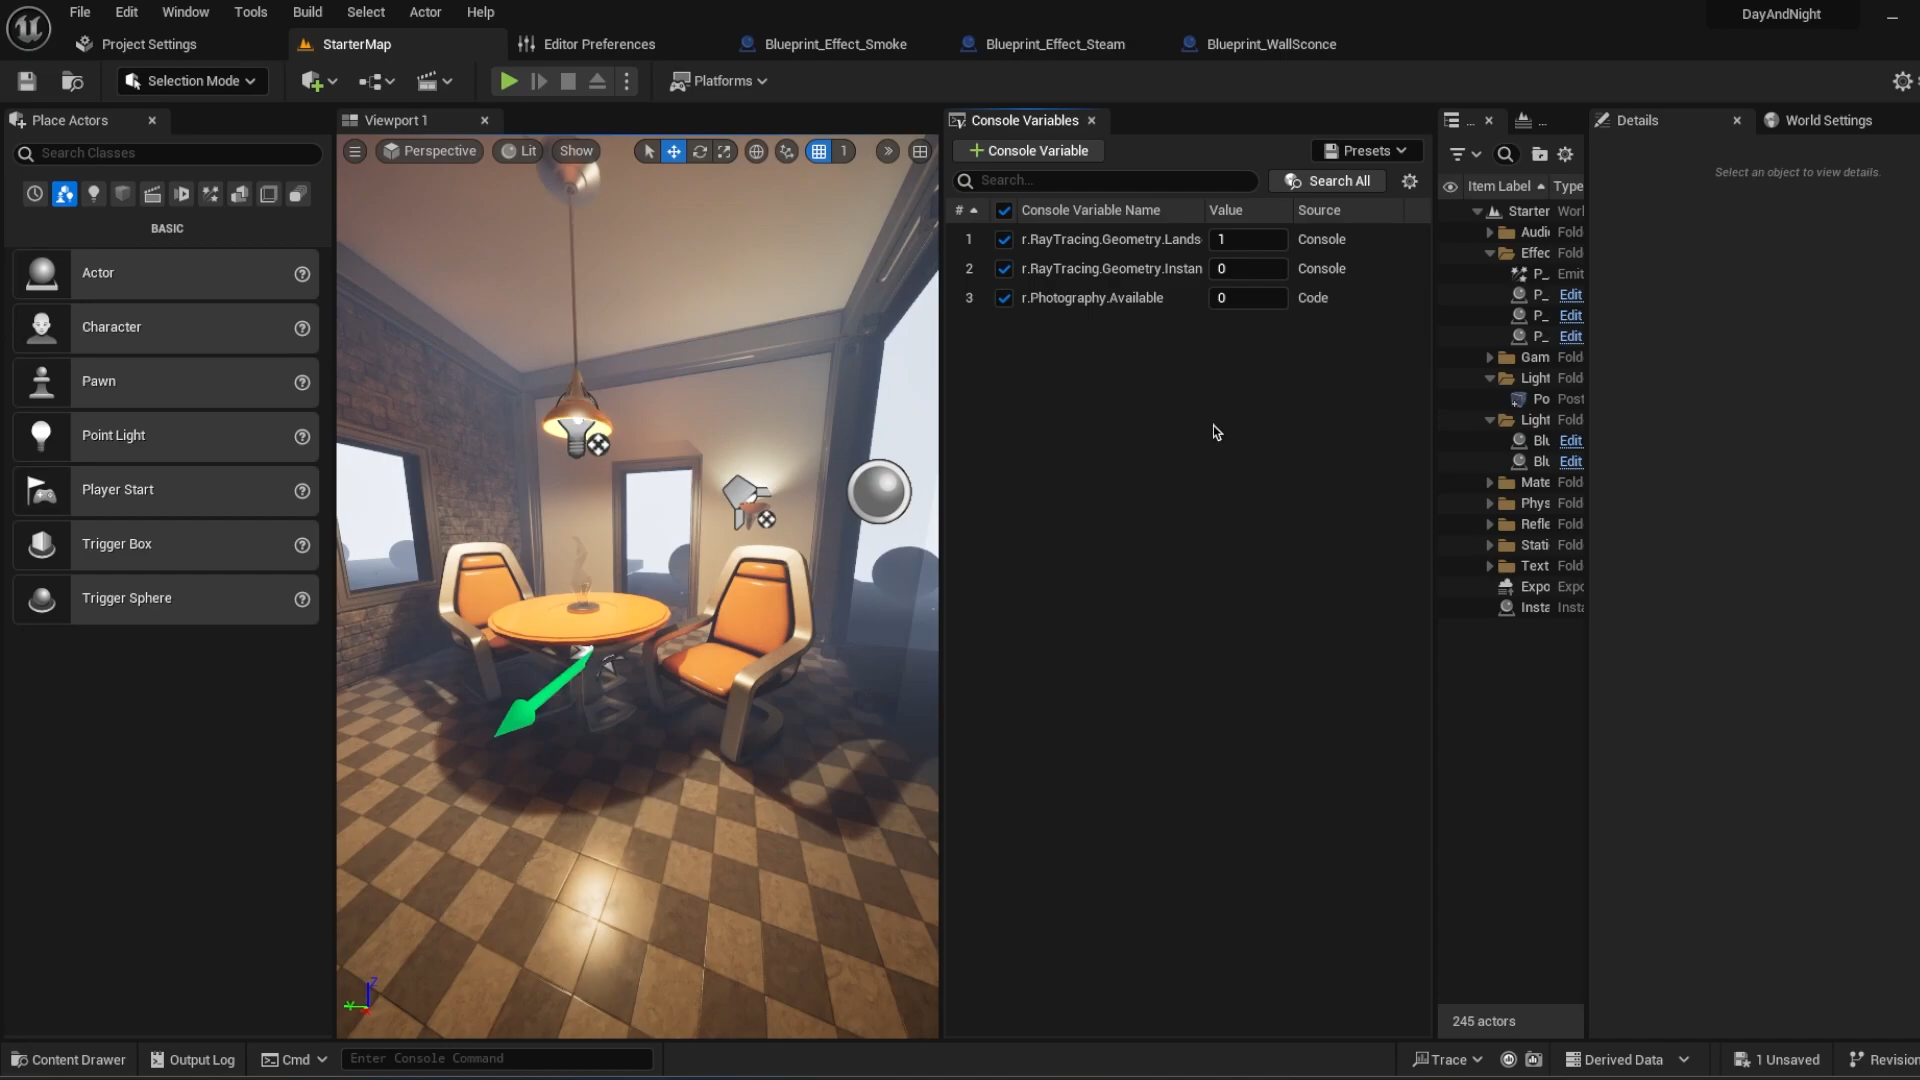 File Edit Window Tools Build Select Actor Help
DayAndNight
Project Settings
StarterMap
Editor Preferences
Blueprint_Effect_Smoke
Blueprint_Effect_Steam
Blueprint_WallSconce
Selection Mode
Platforms
Place Actors
Search Classes
BASIC
Actor
Character
Pawn
Point Light
Player Start
Trigger Box
Trigger Sphere
Viewport 1
Perspective
Lit
Show
1
Console Variables
Console Variable
Presets
Search...
Search All
# Console Variable Name Value Source
1 r.RayTracing.Geometry.Lands 1 Console
2 r.RayTracing.Geometry.Instan 0 Console
3 r.Photography.Available 0 Code
... ...
Item Label Type
Starter Worl
Audi Fold
Effec Fold
P_ Emit
P_ Edit
P_ Edit
P_ Edit
Gam Fold
Light Fold
Po Post
Light Fold
Blu Edit
Blu Edit
Mate Fold
Phys Fold
Refle Fold
Stati Fold
Text Fold
Expo Expo
Insta Insta
245 actors
Details
World Settings
Select an object to view details.
Z
Y
Content Drawer
Output Log
Cmd
Enter Console Command
Trace
Derived Data
1 Unsaved
Revision